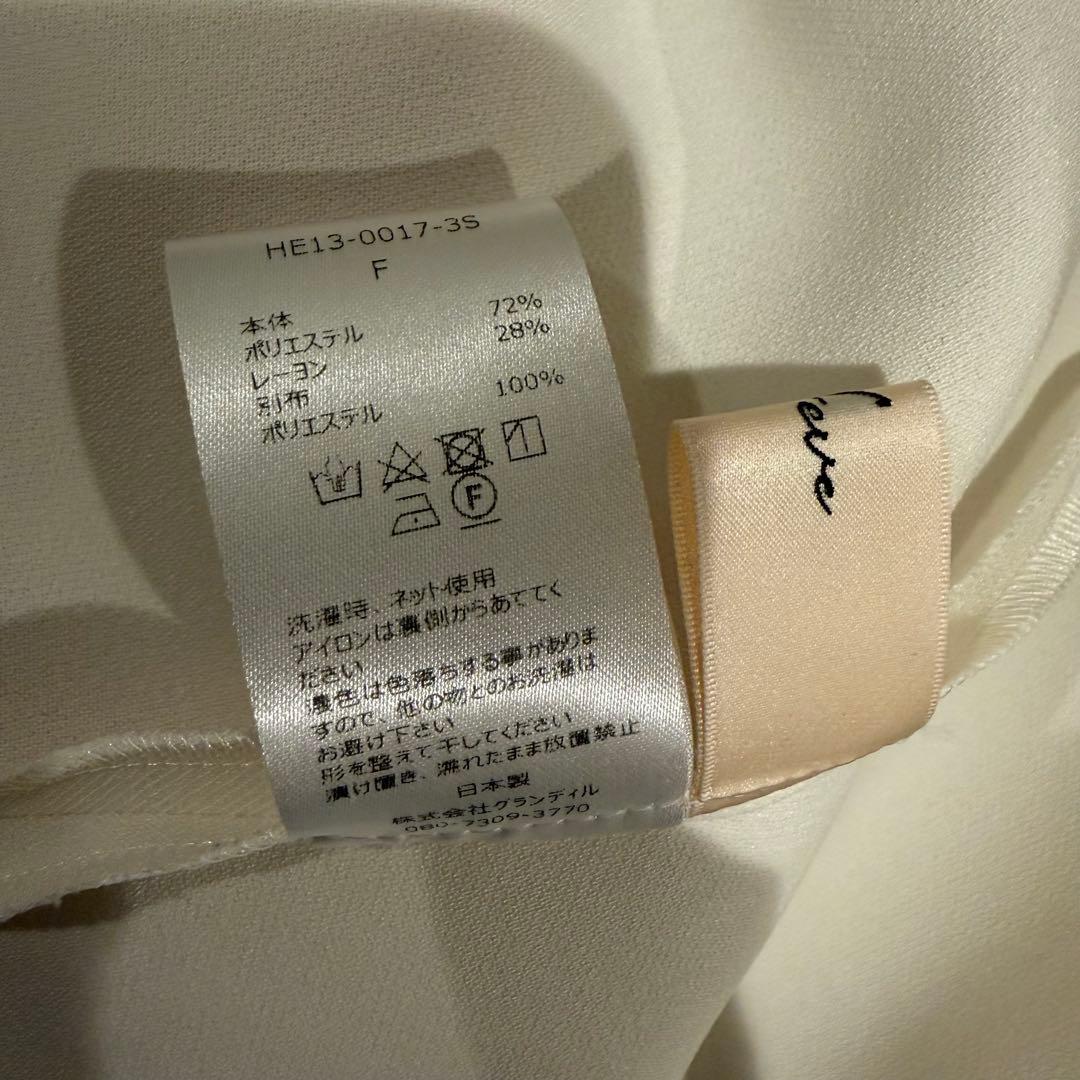 HE13-0017-3S
F
本体
ポリエステル 72%
レーヨン 28%
別布
ポリエステル 100%
F
洗濯時、ネット使用
アイロンは裏側からあててく
ださい
濃色は色落ちする事がありま
すので、他の物とのお洗濯は
お避け下さい
形を整えて干してください
漬け置き、濡れたまま放置禁止
日本製
株式会社グランディル
080-7309-3770